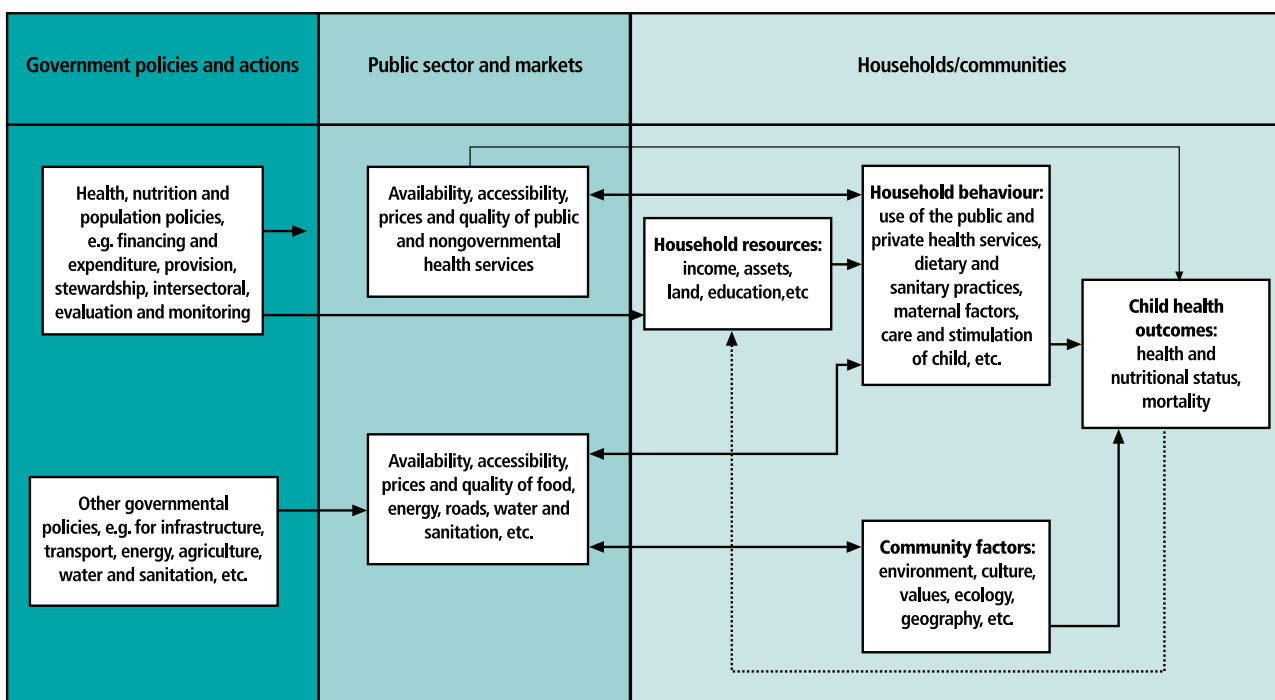 Government policies and actions
Public sector and markets
Households/communities
Health, nutrition and
population policies,
e.g. financing and
expenditure, provision,
stewardship, intersectoral,
evaluation and monitoring
Availability, accessibility,
prices and quality of public
and nongovernmental
health services
Household resources:
income, assets,
land, education,etc
Household behaviour:
use of the public and
private health services,
dietary and
sanitary practices,
maternal factors,
care and stimulation
of child, etc.
Child health
outcomes:
health and
nutritional status,
mortality
Other governmental
policies, e.g. for infrastructure,
transport, energy, agriculture,
water and sanitation, etc.
Availability, accessibility,
prices and quality of food,
energy, roads, water and
sanitation, etc.
Community factors:
environment, culture,
values, ecology,
geography, etc.